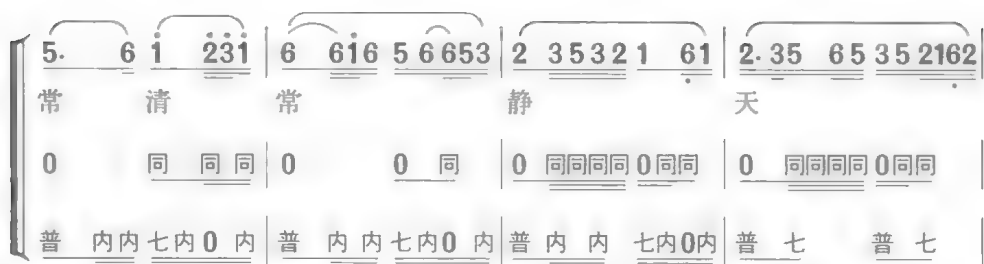 5. 6 1 231 | 6 616 5 6653 | 2 3532 1 61 | 2. 35 65 35 2162 |
常 清 常 静 天
0 同 同同 | 0 0 同 | 0 同同同同 0同同 | 0 同同同同 0同同 |
普 内内 七内 0 内 | 普 内 内 七内0 内 | 普 内 内 七内0内 | 普 七 普 七 |